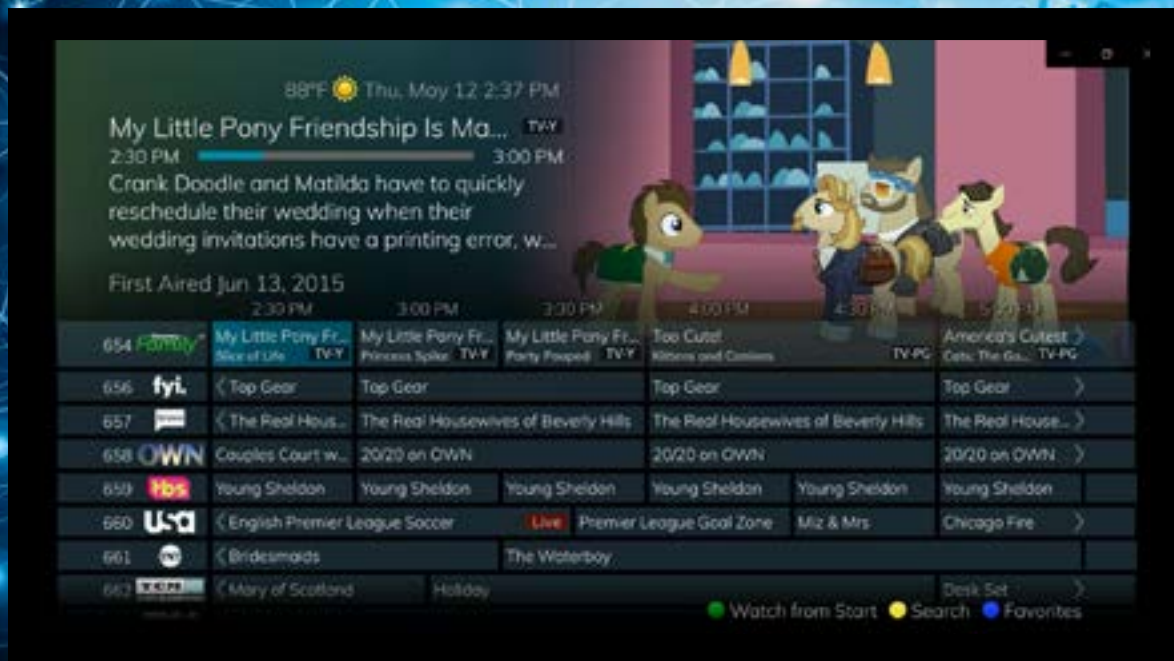 88°F Thu, May 12 2:37 PM
My Little Pony Friendship Is Ma... TV-Y
2:30 PM 3:00 PM
Crank Doodle and Matilda have to quickly
reschedule their wedding when their
wedding invitations have a printing error, w...
First Aired Jun 13, 2015
2:30 PM 3:00 PM 3:30 PM 4:00 PM 4:30 PM
654 Family My Little Pony Fr... My Little Pony Fr... My Little Pony Fr... Too Cute! America's Cutest
Slice of Life TV-Y Princess Spike TV-Y Party Pooped TV-Y Kittens and Canines TV-PG Cats: The Ga... TV-PG
656 fyi. Top Gear Top Gear Top Gear Top Gear
657 The Real Hous... The Real Housewives of Beverly Hills The Real Housewives of Beverly Hills The Real House...
658 OWN Couples Court w... 20/20 on OWN 20/20 on OWN 20/20 on OWN
659 tbs Young Sheldon Young Sheldon Young Sheldon Young Sheldon Young Sheldon Young Sheldon
660 USA English Premier League Soccer Live Premier League Goal Zone Miz & Mrs Chicago Fire
661 Bridesmaids The Waterboy
662 TCM Mary of Scotland Holiday Desk Set
Watch from Start Search Favorites